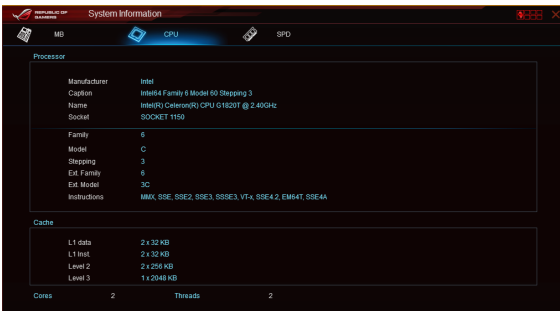 REPUBLIC OF GAMERS System Information
MB CPU SPD
Processor
Manufacturer Intel
Caption Intel64 Family 6 Model 60 Stepping 3
Name Intel(R) Celeron(R) CPU G1820T @ 2.40GHz
Socket SOCKET 1150
Family 6
Model C
Stepping 3
Ext. Family 6
Ext. Model 3C
Instructions MMX, SSE, SSE2, SSE3, SSSE3, VT-x, SSE4.2, EM64T, SSE4A
Cache
L1 data 2 x 32 KB
L1 Inst. 2 x 32 KB
Level 2 2 x 256 KB
Level 3 1 x 2048 KB
Cores 2 Threads 2